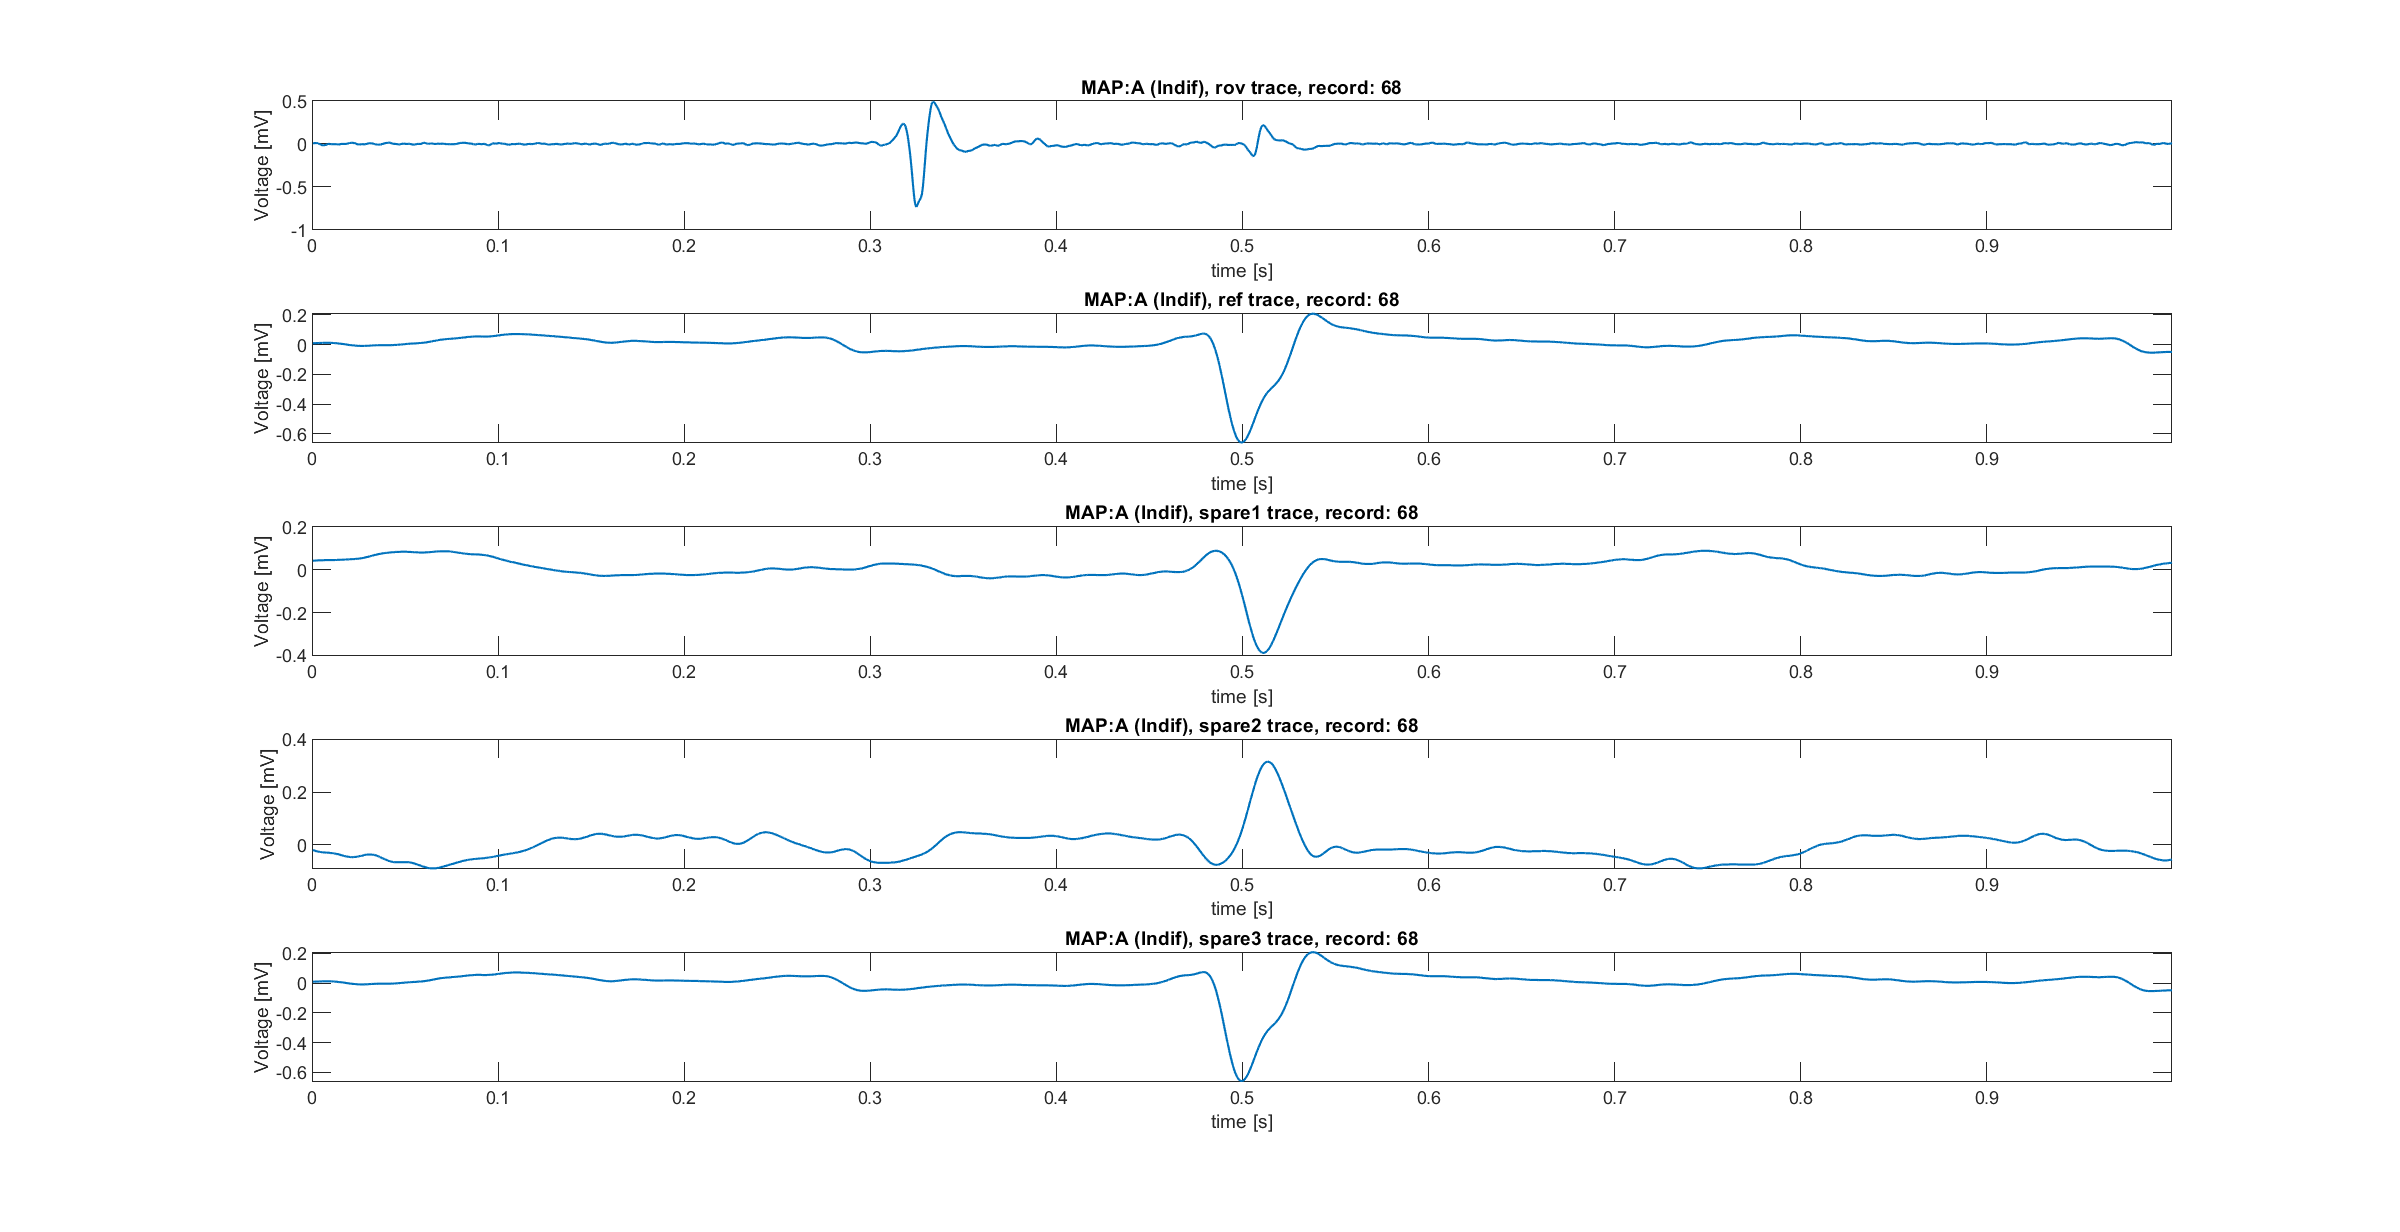 MAP:A (Indif), rov trace, record: 68
Voltage [mV]
0.5
0
-0.5
-1
0 0.1 0.2 0.3 0.4 0.5 0.6 0.7 0.8 0.9
time [s]
MAP:A (Indif), ref trace, record: 68
Voltage [mV]
0.2
0
-0.2
-0.4
-0.6
0 0.1 0.2 0.3 0.4 0.5 0.6 0.7 0.8 0.9
time [s]
MAP:A (Indif), spare1 trace, record: 68
Voltage [mV]
0.2
0
-0.2
-0.4
0 0.1 0.2 0.3 0.4 0.5 0.6 0.7 0.8 0.9
time [s]
MAP:A (Indif), spare2 trace, record: 68
Voltage [mV]
0.4
0.2
0
0 0.1 0.2 0.3 0.4 0.5 0.6 0.7 0.8 0.9
time [s]
MAP:A (Indif), spare3 trace, record: 68
Voltage [mV]
0.2
0
-0.2
-0.4
-0.6
0 0.1 0.2 0.3 0.4 0.5 0.6 0.7 0.8 0.9
time [s]